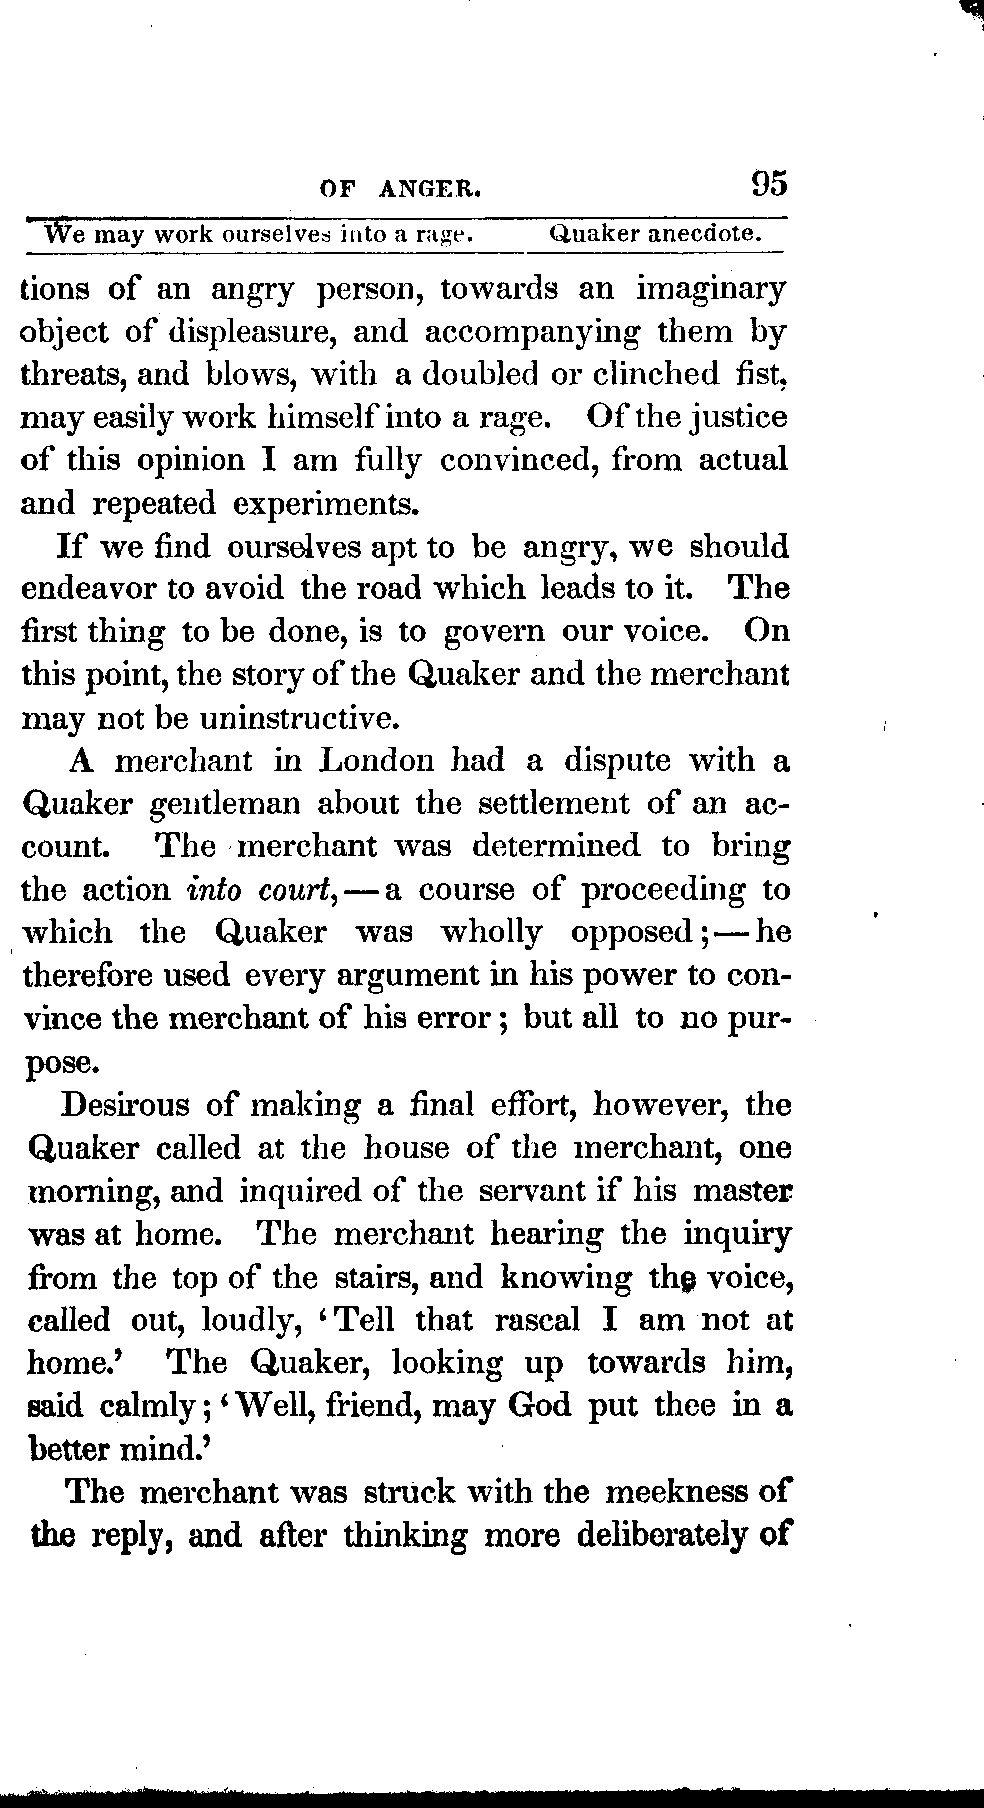 OF ANGER. 95
We may work ourselves into a rage. Quaker anecdote.
tions of an angry person, towards an imaginary
object of displeasure, and accompanying them by
threats, and blows, with a doubled or clinched fist,
may easily work himself into a rage. Of the justice
of this opinion I am fully convinced, from actual
and repeated experiments.
If we find ourselves apt to be angry, we should
endeavor to avoid the road which leads to it. The
first thing to be done, is to govern our voice. On
this point, the story of the Quaker and the merchant
may not be uninstructive.
A merchant in London had a dispute with a
Quaker gentleman about the settlement of an ac-
count. The merchant was determined to bring
the action into court,—a course of proceeding to
which the Quaker was wholly opposed;—he
therefore used every argument in his power to con-
vince the merchant of his error; but all to no pur-
pose.
Desirous of making a final effort, however, the
Quaker called at the house of the merchant, one
morning, and inquired of the servant if his master
was at home. The merchant hearing the inquiry
from the top of the stairs, and knowing the voice,
called out, loudly, ‘Tell that rascal I am not at
home.’ The Quaker, looking up towards him,
said calmly; ‘Well, friend, may God put thee in a
better mind.’
The merchant was struck with the meekness of
the reply, and after thinking more deliberately of